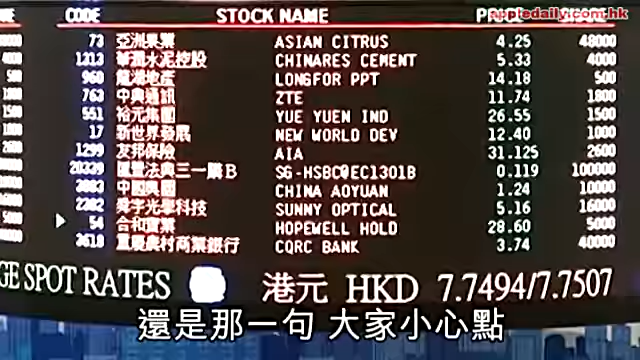 appledaily.com.hk
CODE STOCK NAME
73 亞洲果業 ASIAN CITRUS 4.25 48000
1313 華潤水泥控股 CHINARES CEMENT 5.33 4000
960 龍湖地產 LONGFOR PPT 14.18 500
763 中興通訊 ZTE 11.74 1800
551 裕元集團 YUE YUEN IND 26.55 1500
17 新世界發展 NEW WORLD DEV 12.40 1000
1299 友邦保險 AIA 31.125 2600
20339 SG-HSBC@EC1301B 0.119 100000
3883 中國奧園 CHINA AOYUAN 1.24 10000
2382 舜宇光學科技 SUNNY OPTICAL 5.16 16000
54 合和實業 HOPEWELL HOLD 28.60 5000
3618 重慶農村商業銀行 CQRC BANK 3.74 40000
GE SPOT RATES 港元 HKD 7.7494/7.7507
還是那一句 大家小心點